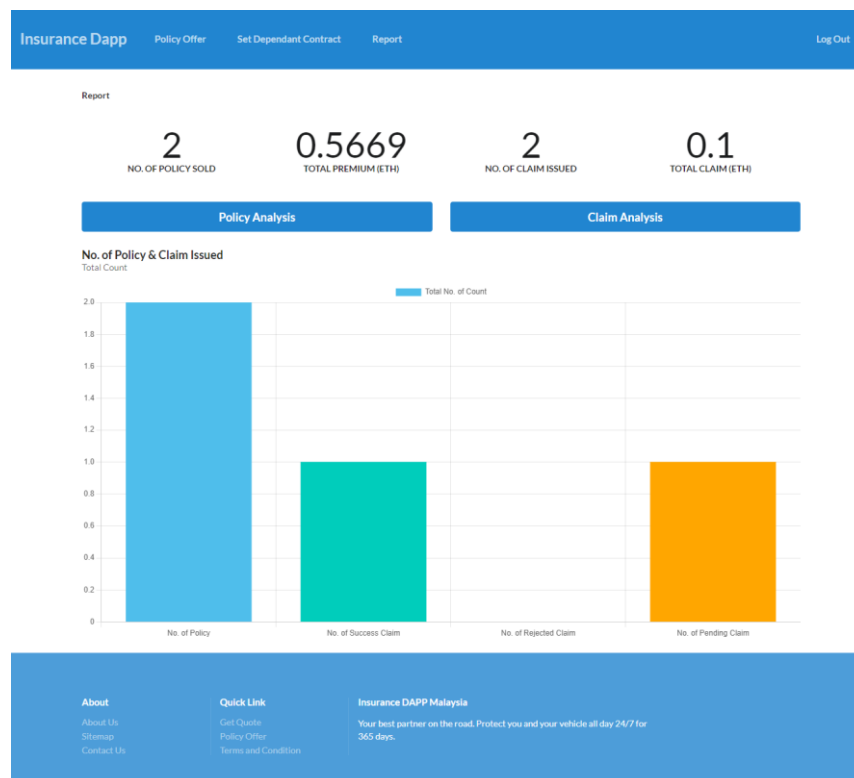 Insurance Dapp Policy Offer Set Dependant Contract Report Log Out
Report
2 0.5669 2 0.1
NO. OF POLICY SOLD TOTAL PREMIUM (ETH) NO. OF CLAIM ISSUED TOTAL CLAIM (ETH)
Policy Analysis Claim Analysis
No. of Policy & Claim Issued
Total Count
Total No. of Count
2.0
1.8
1.6
1.4
1.2
1.0
0.8
0.6
0.4
0.2
0
No. of Policy No. of Success Claim No. of Rejected Claim No. of Pending Claim
About Quick Link Insurance DAPP Malaysia
About Us Get Quote Your best partner on the road. Protect you and your vehicle all day 24/7 for
Sitemap Policy Offer 365 days.
Contact Us Terms and Condition